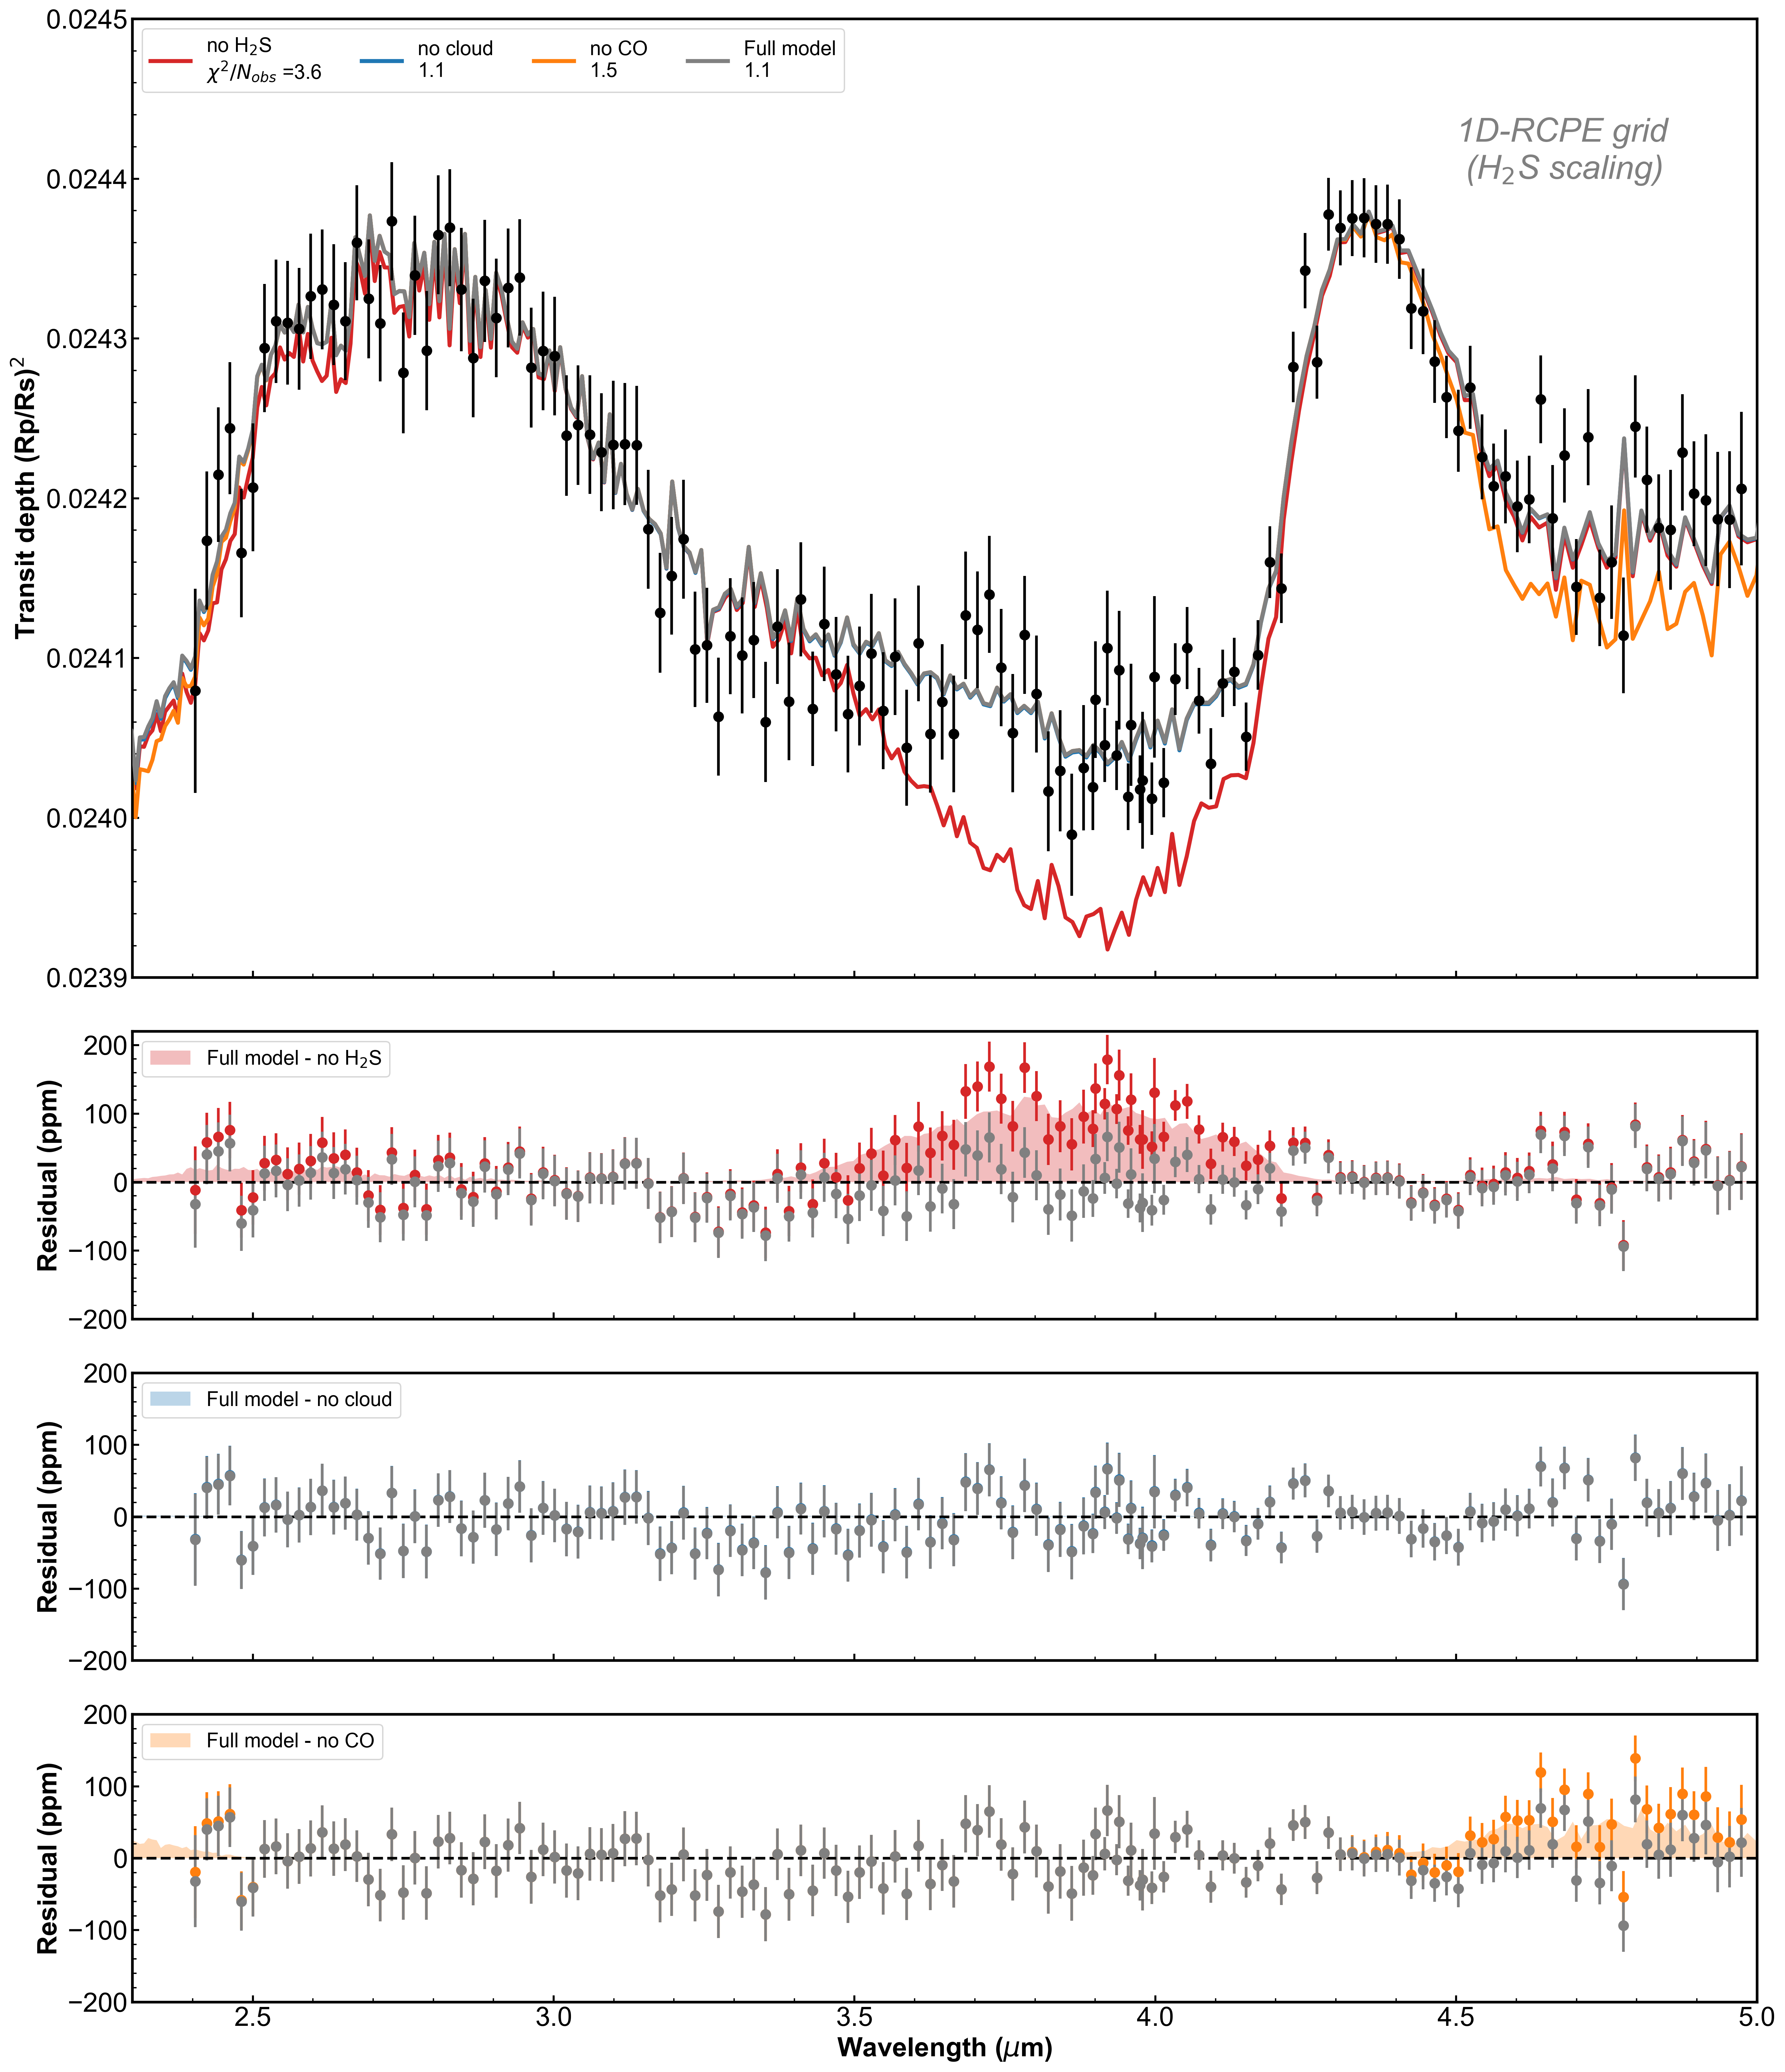 no H₂S
χ²/N_obs =3.6
no cloud
1.1
no CO
1.5
Full model
1.1
1D-RCPE grid
(H₂S scaling)
Transit depth (Rp/Rs)²
0.0245
0.0244
0.0243
0.0242
0.0241
0.0240
0.0239
Full model - no H₂S
Residual (ppm)
200
100
0
−100
−200
Full model - no cloud
Residual (ppm)
200
100
0
−100
−200
Full model - no CO
Residual (ppm)
200
100
0
−100
−200
2.5 3.0 3.5 4.0 4.5 5.0
Wavelength (μm)